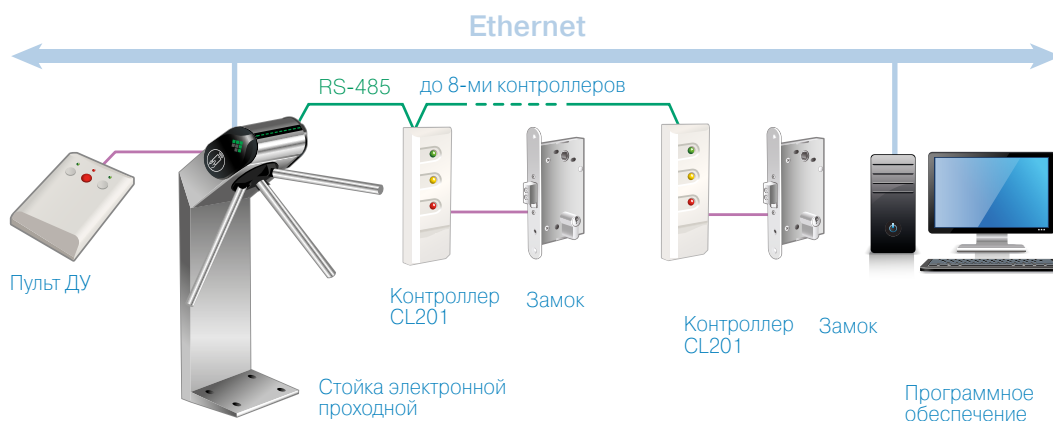 Ethernet
RS-485
до 8-ми контроллеров
Пульт ДУ
Контроллер
CL201
Замок
Контроллер
CL201
Замок
Стойка электронной
проходной
Программное
обеспечение